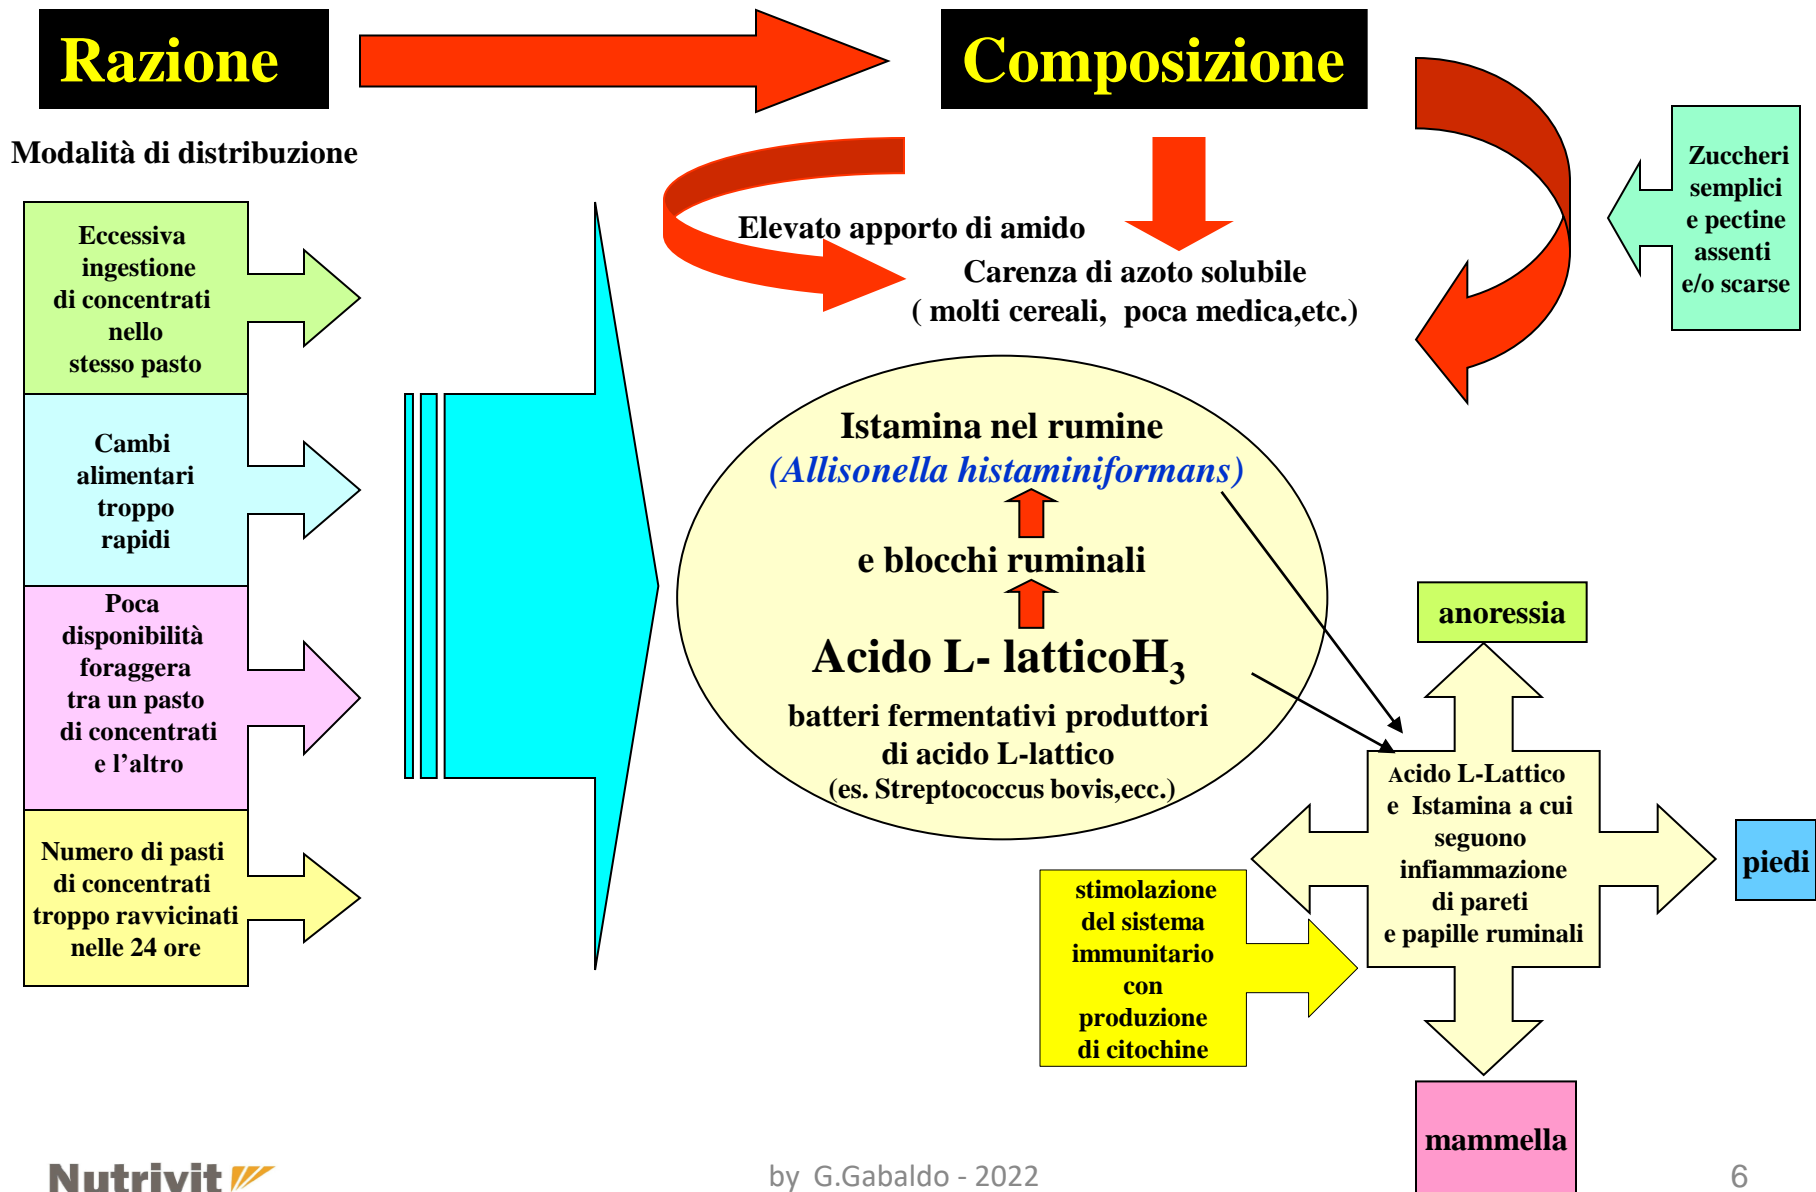 Razione
Composizione
Modalità di distribuzione
Eccessiva
ingestione
di concentrati
nello
stesso pasto
Cambi
alimentari
troppo
rapidi
Poca
disponibilità
foraggera
tra un pasto
di concentrati
e l'altro
Numero di pasti
di concentrati
troppo ravvicinati
nelle 24 ore
Elevato apporto di amido
Carenza di azoto solubile
( molti cereali, poca medica,etc.)
Zuccheri
semplici
e pectine
assenti
e/o scarse
Istamina nel rumine
(Allisonella histaminiformans)
e blocchi ruminali
Acido L- latticoH3
batteri fermentativi produttori
di acido L-lattico
(es. Streptococcus bovis,ecc.)
anoressia
Acido L-Lattico
e Istamina a cui
seguono
infiammazione
di pareti
e papille ruminali
piedi
stimolazione
del sistema
immunitario
con
produzione
di citochine
mammella
Nutrivit
by G.Gabaldo - 2022
6